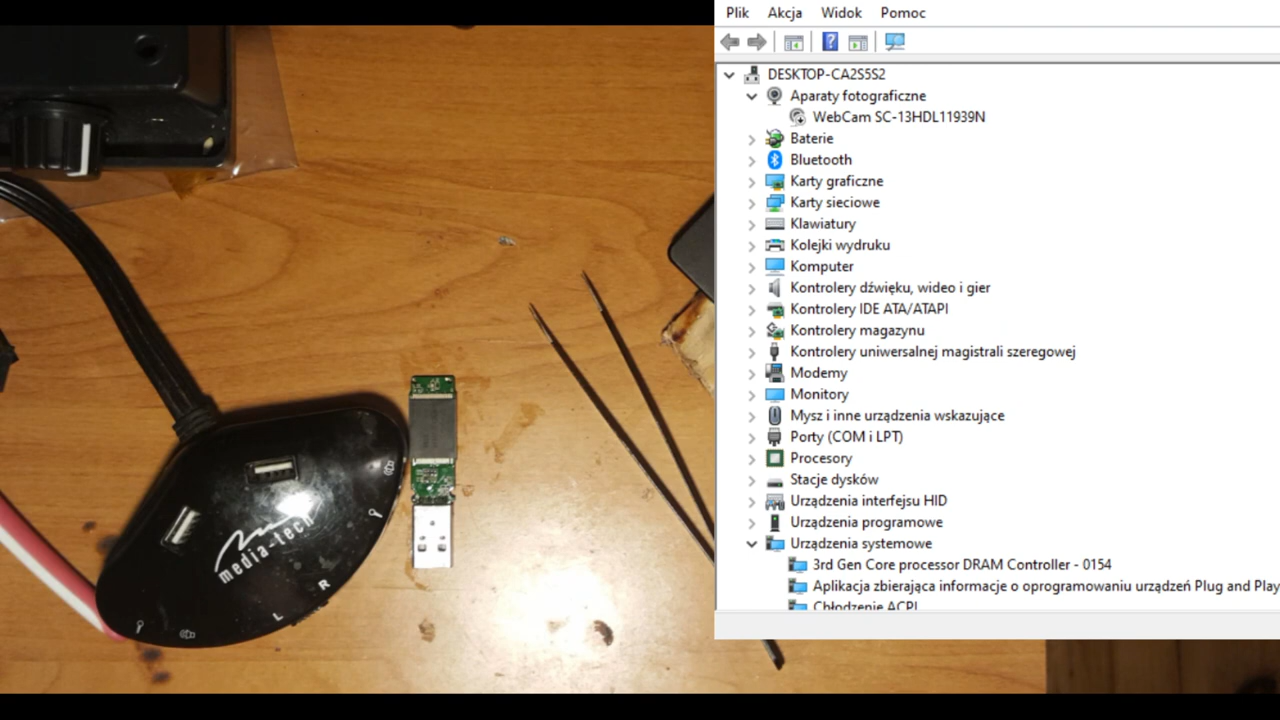 Plik Akcja Widok Pomoc
DESKTOP-CA2S5S2
Aparaty fotograficzne
WebCam SC-13HDL11939N
Baterie
Bluetooth
Karty graficzne
Karty sieciowe
Klawiatury
Kolejki wydruku
Komputer
Kontrolery dźwięku, wideo i gier
Kontrolery IDE ATA/ATAPI
Kontrolery magazynu
Kontrolery uniwersalnej magistrali szeregowej
Modemy
Monitory
Mysz i inne urządzenia wskazujące
Porty (COM i LPT)
Procesory
Stacje dysków
Urządzenia interfejsu HID
Urządzenia programowe
Urządzenia systemowe
3rd Gen Core processor DRAM Controller - 0154
Aplikacja zbierająca informacje o oprogramowaniu urządzeń Plug and Play
Chłodzenie ACPI
media-tech
L R